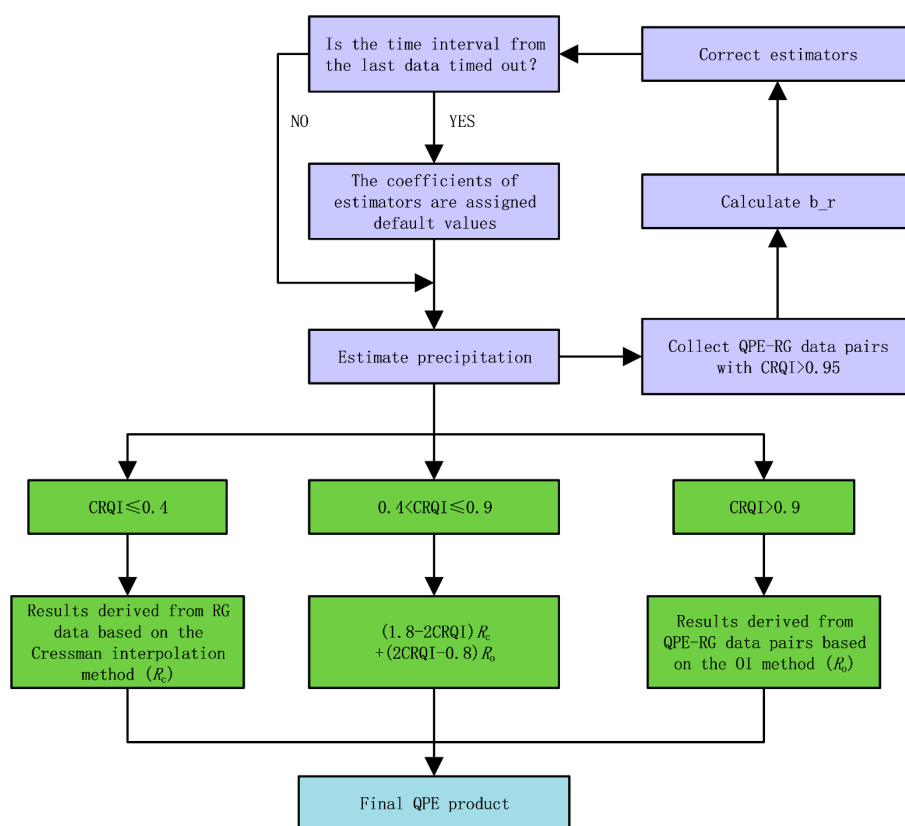 Is the time interval from
the last data timed out?
Correct estimators
NO
YES
The coefficients of
estimators are assigned
default values
Calculate b_r
Estimate precipitation
Collect QPE-RG data pairs
with CRQI>0.95
CRQI≤0.4
0.4<CRQI≤0.9
CRQI>0.9
Results derived from RG
data based on the
Cressman interpolation
method (Rc)
(1.8-2CRQI)Rc
+(2CRQI-0.8)Ro
Results derived from
QPE-RG data pairs based
on the OI method (Ro)
Final QPE product